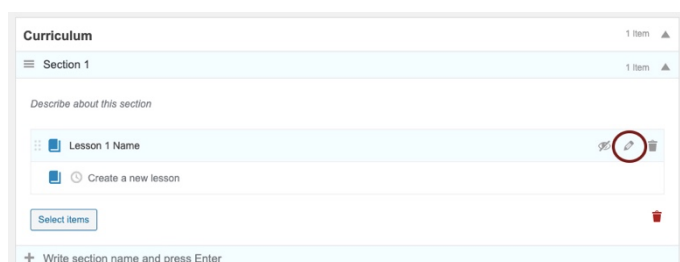 Curriculum 1 Item
Section 1 1 Item
Describe about this section
Lesson 1 Name
Create a new lesson
Select items
Write section name and press Enter